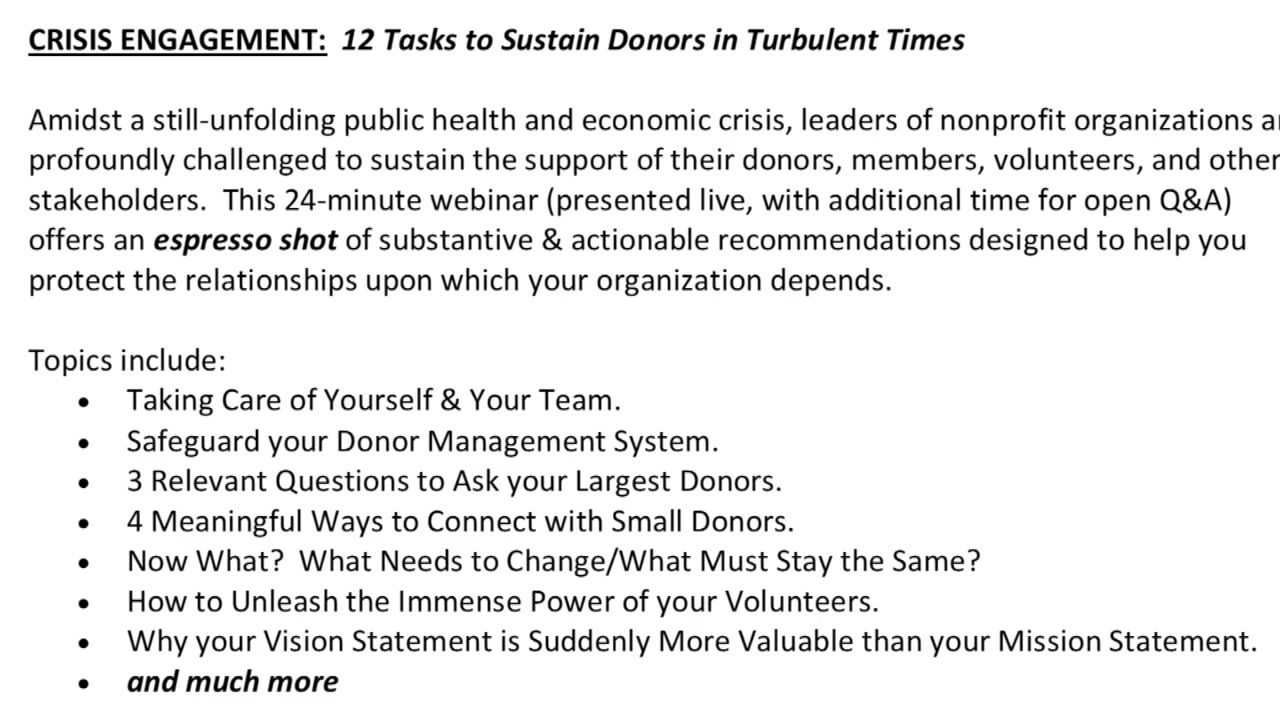 CRISIS ENGAGEMENT: 12 Tasks to Sustain Donors in Turbulent Times
Amidst a still-unfolding public health and economic crisis, leaders of nonprofit organizations
profoundly challenged to sustain the support of their donors, members, volunteers, and other
stakeholders. This 24-minute webinar (presented live, with additional time for open Q&A)
offers an espresso shot of substantive & actionable recommendations designed to help you
protect the relationships upon which your organization depends.
Topics include:
• Taking Care of Yourself & Your Team.
• Safeguard your Donor Management System.
• 3 Relevant Questions to Ask your Largest Donors.
• 4 Meaningful Ways to Connect with Small Donors.
• Now What? What Needs to Change/What Must Stay the Same?
• How to Unleash the Immense Power of your Volunteers.
• Why your Vision Statement is Suddenly More Valuable than your Mission Statement.
• and much more